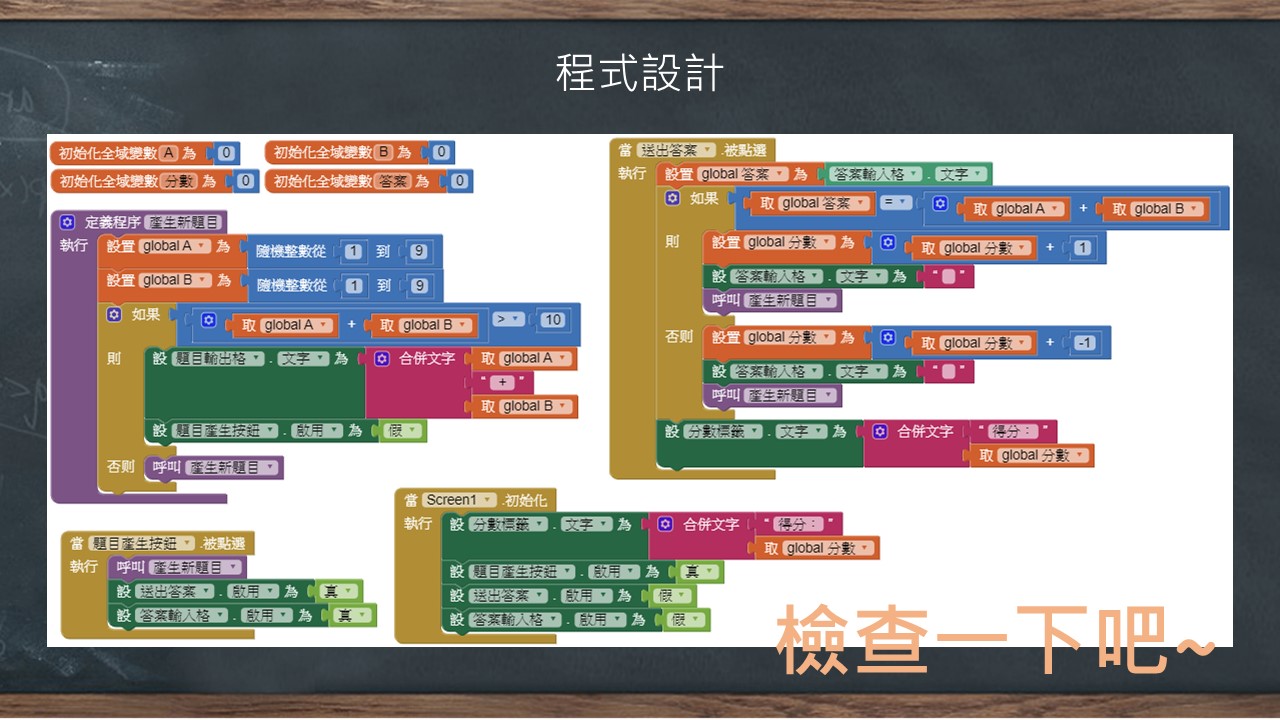 程式設計
初始化全域變數 A 為 0
初始化全域變數 B 為 0
初始化全域變數 分數 為 0
初始化全域變數 答案 為 0
定義程序 產生新題目
執行 設置 global A 為 隨機整數從 1 到 9
設置 global B 為 隨機整數從 1 到 9
如果 取 global A + 取 global B > 10
則 設 題目輸出格 . 文字 為 合併文字 取 global A
" + "
取 global B
設 題目產生按鈕 . 啟用 為 假
否則 呼叫 產生新題目
當 題目產生按鈕 .被點選
執行 呼叫 產生新題目
設 送出答案 . 啟用 為 真
設 答案輸入格 . 啟用 為 真
當 Screen1 .初始化
執行 設 分數標籤 . 文字 為 合併文字 " 得分： "
取 global 分數
設 題目產生按鈕 . 啟用 為 真
設 送出答案 . 啟用 為 假
設 答案輸入格 . 啟用 為 假
當 送出答案 .被點選
執行 設置 global 答案 為 答案輸入格 . 文字
如果 取 global 答案 = 取 global A + 取 global B
則 設置 global 分數 為 取 global 分數 + 1
設 答案輸入格 . 文字 為 " "
呼叫 產生新題目
否則 設置 global 分數 為 取 global 分數 + -1
設 答案輸入格 . 文字 為 " "
呼叫 產生新題目
設 分數標籤 . 文字 為 合併文字 " 得分： "
取 global 分數
檢查一下吧~